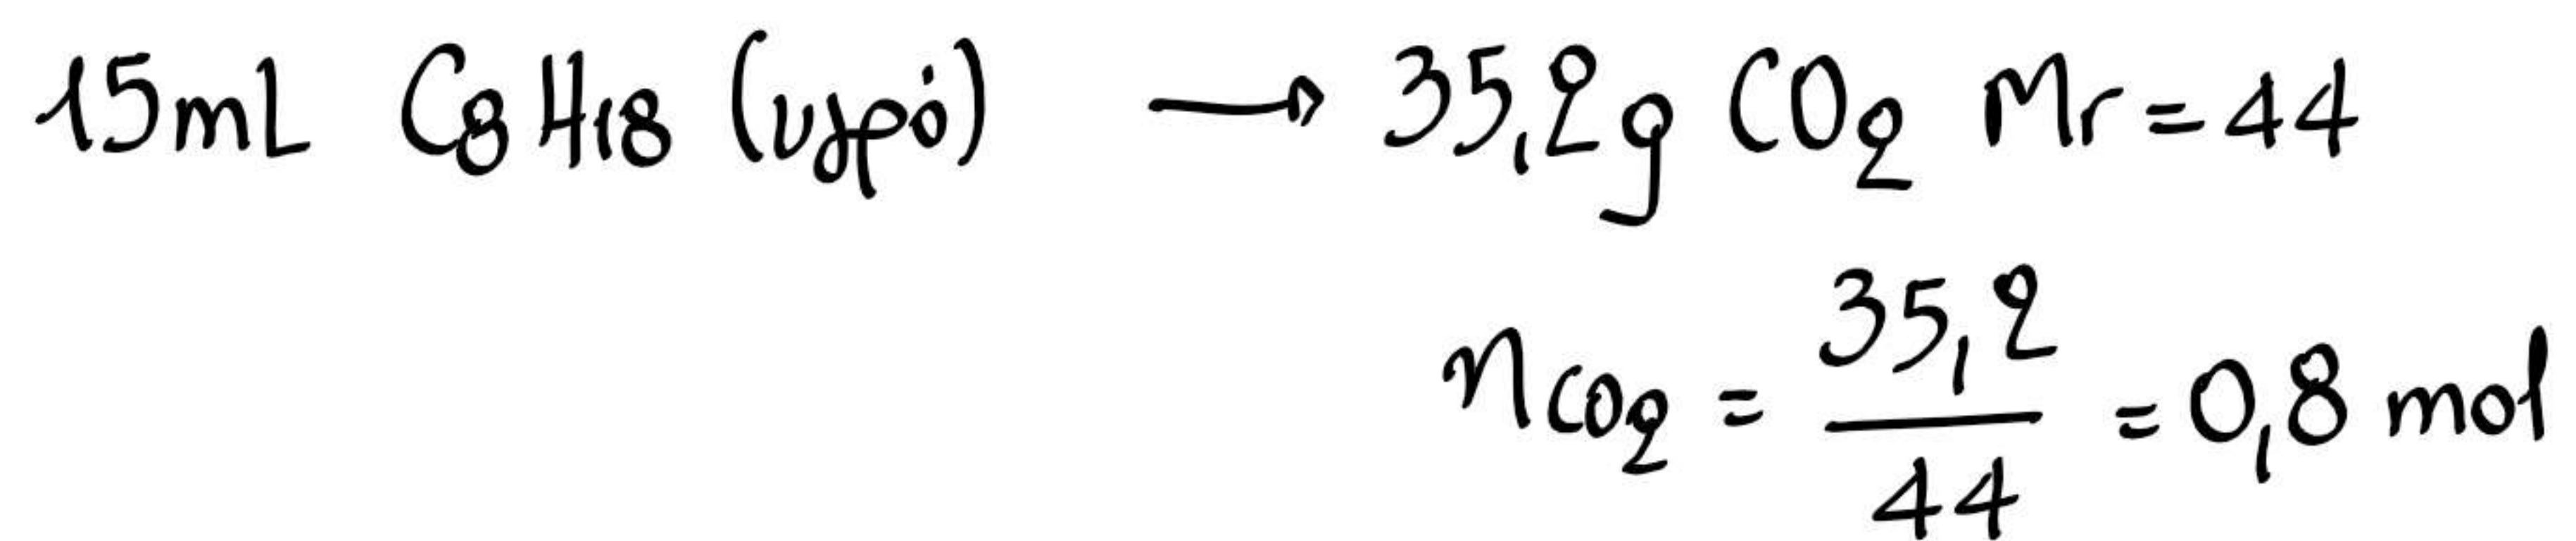 15mL C8H18 (υγρό) → 35,2g CO2 Mr=44
nCO2 = 35,2/44 = 0,8 mol